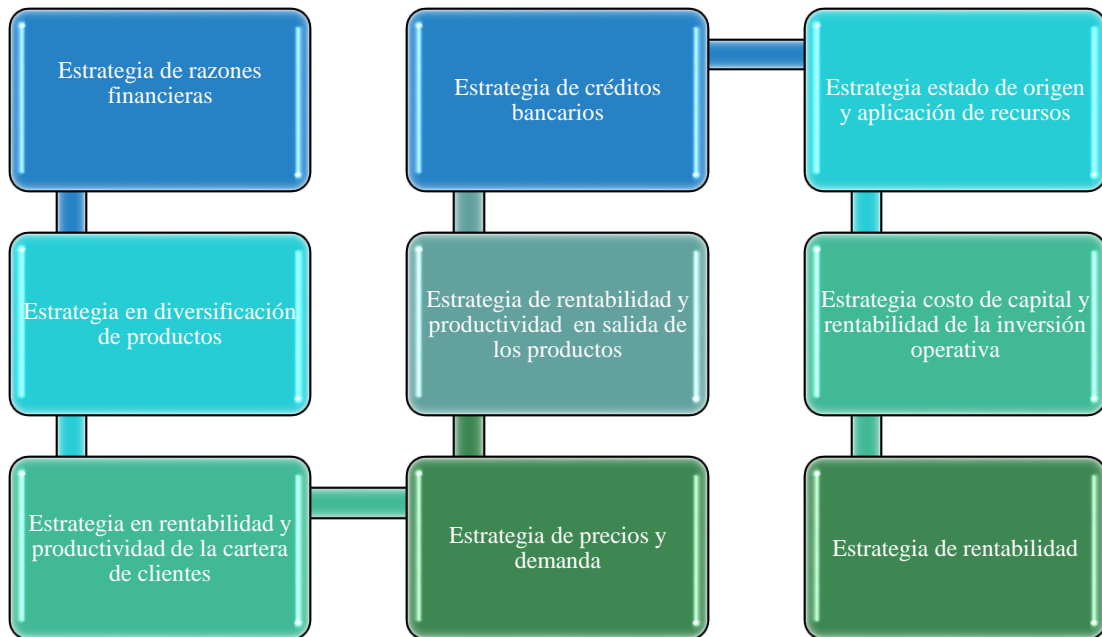 Estrategia de razones
financieras
Estrategia en diversificación
de productos
Estrategia en rentabilidad y
productividad de la cartera
de clientes
Estrategia de precios y
demanda
Estrategia de rentabilidad y
productividad en salida de
los productos
Estrategia de créditos
bancarios
Estrategia estado de origen
y aplicación de recursos
Estrategia costo de capital y
rentabilidad de la inversión
operativa
Estrategia de rentabilidad